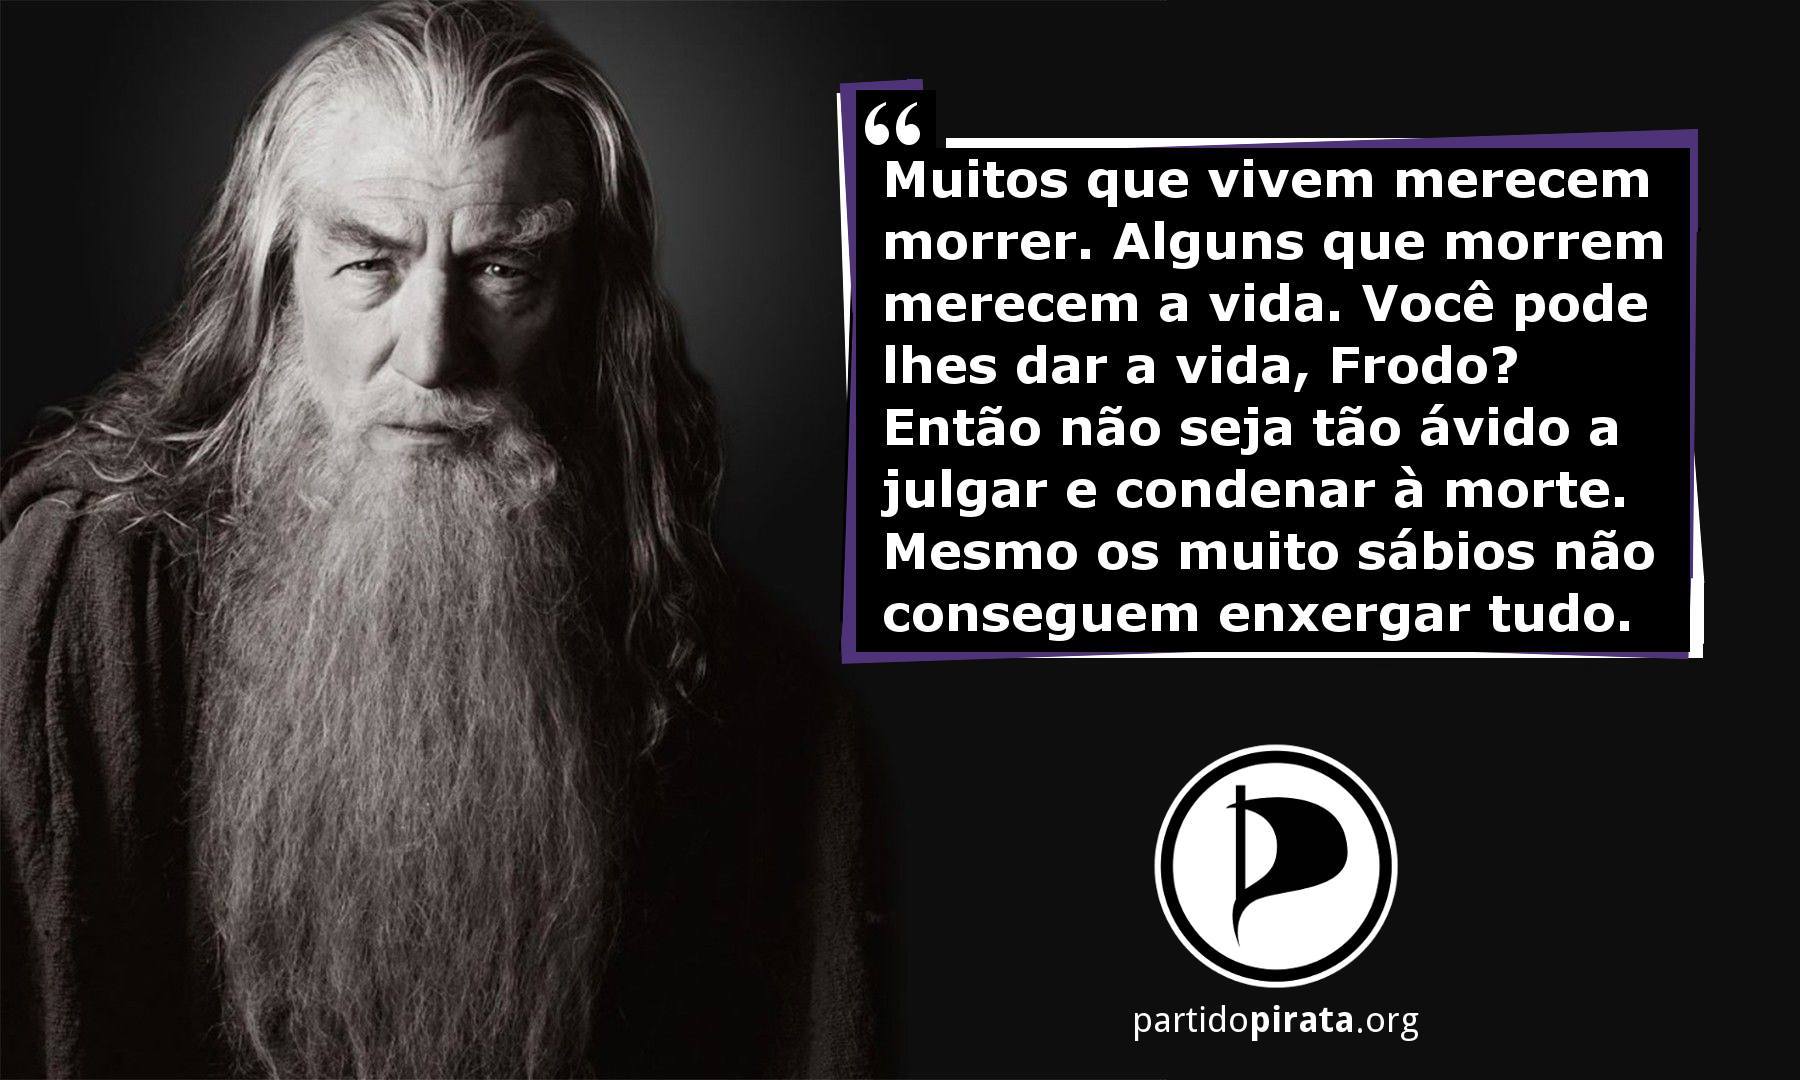 “
Muitos que vivem merecem
morrer. Alguns que morrem
merecem a vida. Você pode
lhes dar a vida, Frodo?
Então não seja tão ávido a
julgar e condenar à morte.
Mesmo os muito sábios não
conseguem enxergar tudo.
partidopirata.org